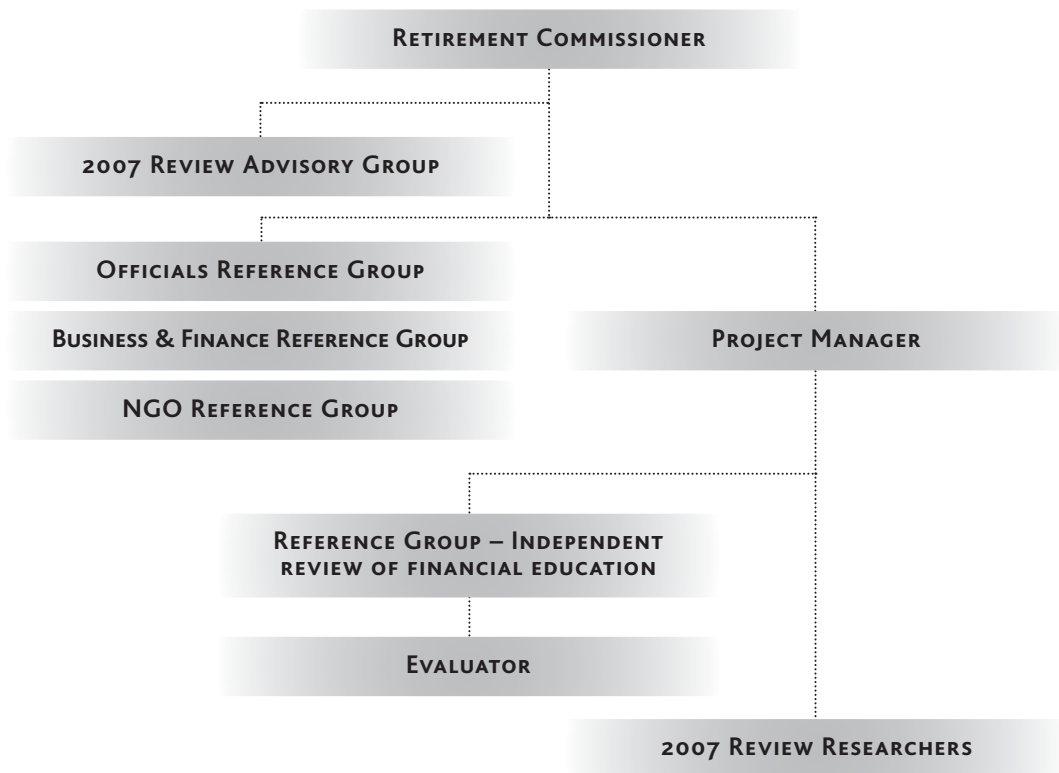 Retirement Commissioner
2007 Review Advisory Group
Officials Reference Group
Business & Finance Reference Group
Project Manager
NGO Reference Group
Reference Group – Independent
review of financial education
Evaluator
2007 Review Researchers